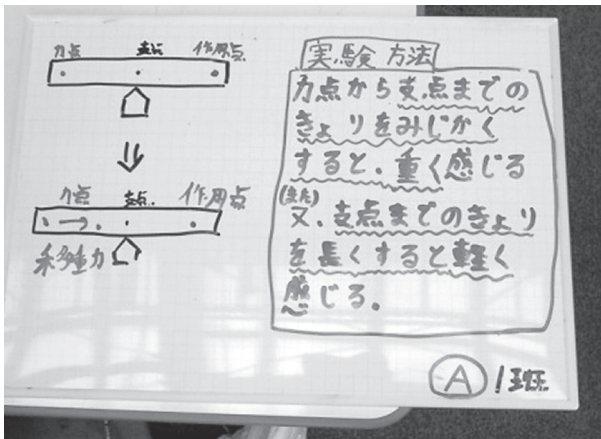 力点 支点 作用点
力点 支点 作用点
移動
実験方法
力点から支点までの
きょりをみじかく
すると、重く感じる
(また)
又、支点までのきょり
を長くすると軽く
感じる。
A 1班